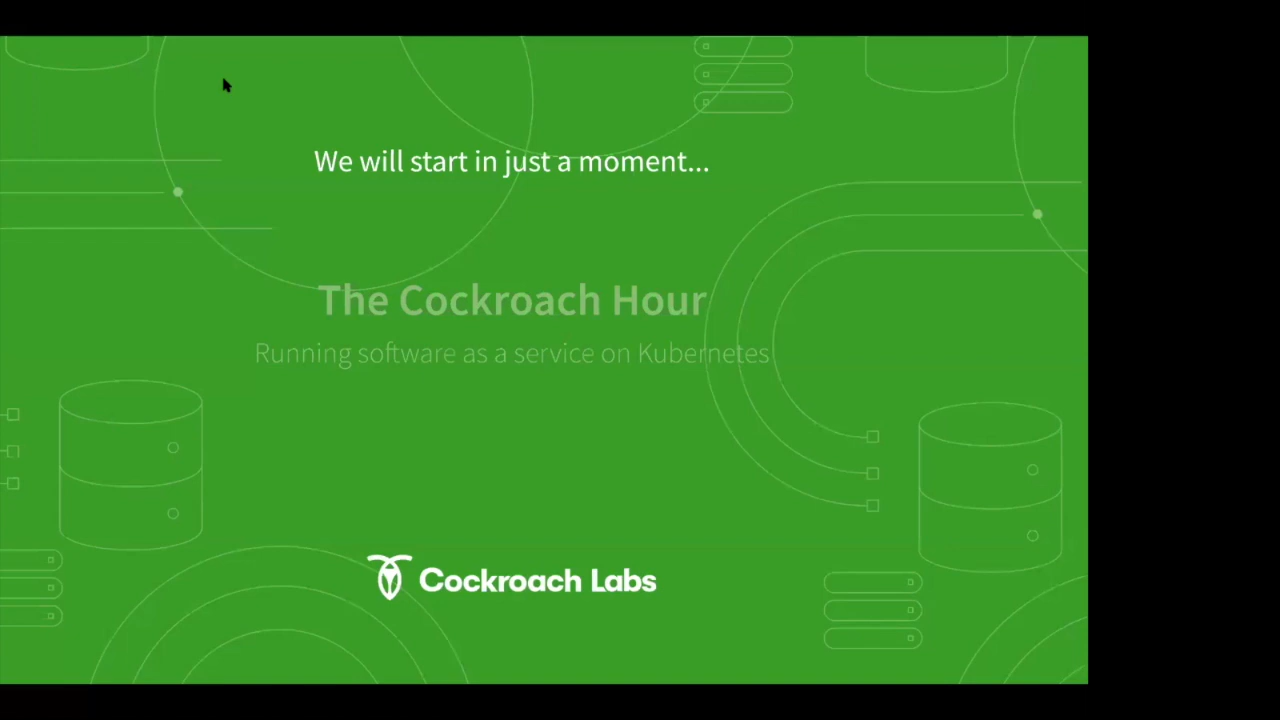 We will start in just a moment...
The Cockroach Hour
Running software as a service on Kubernetes
Cockroach Labs